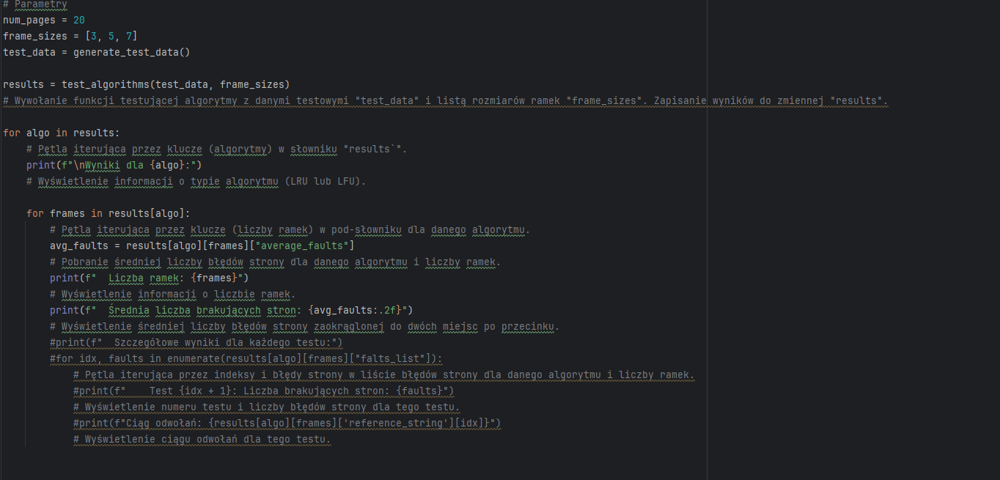 # Parametry
num_pages = 20
frame_sizes = [3, 5, 7]
test_data = generate_test_data()
results = test_algorithms(test_data, frame_sizes)
# Wywołanie funkcji testującej algorytmy z danymi testowymi "test_data" i listą rozmiarów ramek "frame_sizes". Zapisanie wyników do zmiennej "results".
for algo in results:
# Pętla iterująca przez klucze (algorytmy) w słowniku "results`".
print(f"\nWyniki dla {algo}:")
# Wyświetlenie informacji o typie algorytmu (LRU lub LFU).
for frames in results[algo]:
# Pętla iterująca przez klucze (liczby ramek) w pod-słowniku dla danego algorytmu.
avg_faults = results[algo][frames]["average_faults"]
# Pobranie średniej liczby błędów strony dla danego algorytmu i liczby ramek.
print(f"  Liczba ramek: {frames}")
# Wyświetlenie informacji o liczbie ramek.
print(f"  Średnia liczba brakujących stron: {avg_faults:.2f}")
# Wyświetlenie średniej liczby błędów strony zaokrąglonej do dwóch miejsc po przecinku.
#print(f"  Szczegółowe wyniki dla każdego testu:")
#for idx, faults in enumerate(results[algo][frames]["falts_list"]):
# Pętla iterująca przez indeksy i błędy strony w liście błędów strony dla danego algorytmu i liczby ramek.
#print(f"    Test {idx + 1}: Liczba brakujących stron: {faults}")
# Wyświetlenie numeru testu i liczby błędów strony dla tego testu.
#print(f"Ciąg odwołań: {results[algo][frames]['reference_string'][idx]}")
# Wyświetlenie ciągu odwołań dla tego testu.